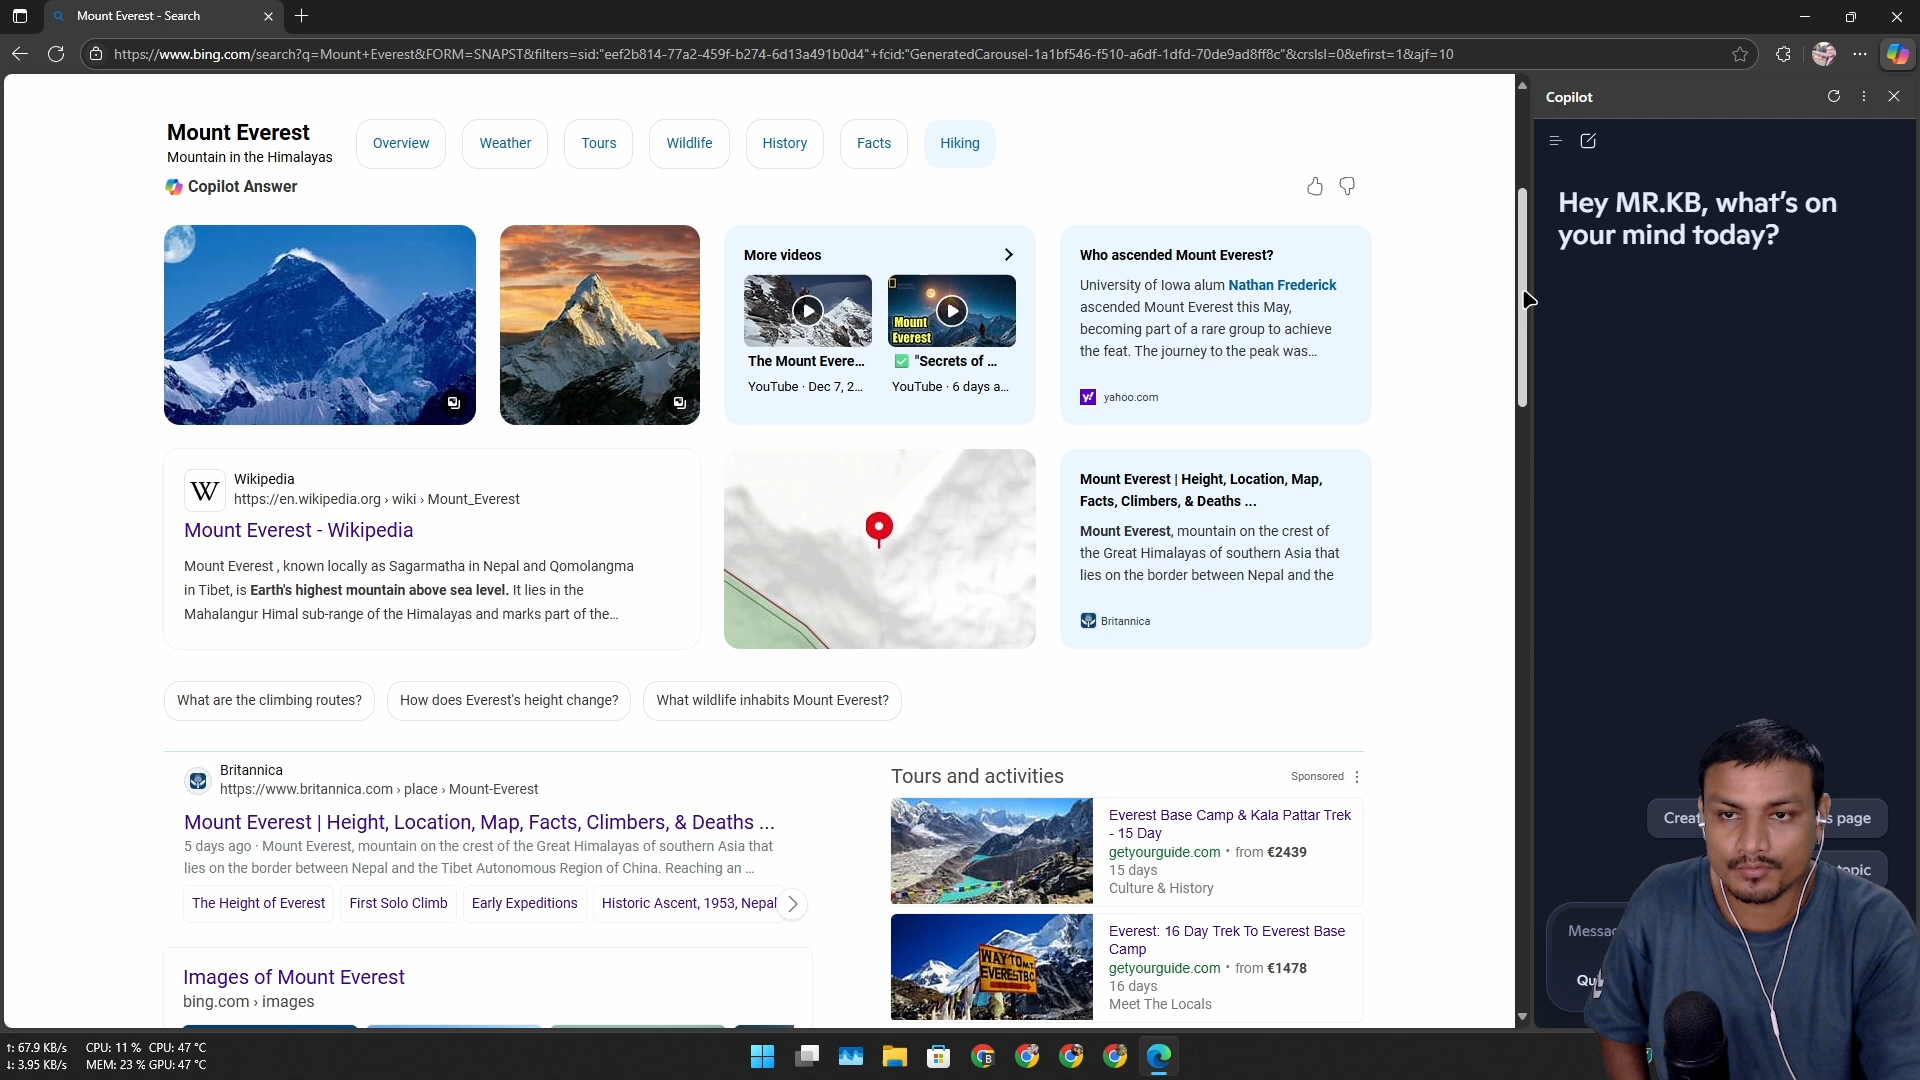 Mount Everest - Search
https://www.bing.com/search?q=Mount+Everest&FORM=SNAPST&filters=sid:"eef2b814-77a2-459f-b274-6d13a491b0d4"+fcid:"GeneratedCarousel-1a1bf546-f510-a6df-1dfd-70de9ad8ff8c"&crslsl=0&efirst=1&ajf=10
Mount Everest
Mountain in the Himalayas
Overview
Weather
Tours
Wildlife
History
Facts
Hiking
Copilot Answer
More videos
Mount
Everest
The Mount Evere...
YouTube · Dec 7, 2...
"Secrets of ...
YouTube · 6 days a...
Who ascended Mount Everest?
University of Iowa alum Nathan Frederick
ascended Mount Everest this May,
becoming part of a rare group to achieve
the feat. The journey to the peak was...
yahoo.com
W
Wikipedia
https://en.wikipedia.org › wiki › Mount_Everest
Mount Everest - Wikipedia
Mount Everest , known locally as Sagarmatha in Nepal and Qomolangma
in Tibet, is Earth's highest mountain above sea level. It lies in the
Mahalangur Himal sub-range of the Himalayas and marks part of the...
Mount Everest | Height, Location, Map,
Facts, Climbers, & Deaths ...
Mount Everest, mountain on the crest of
the Great Himalayas of southern Asia that
lies on the border between Nepal and the
Britannica
What are the climbing routes?
How does Everest's height change?
What wildlife inhabits Mount Everest?
Britannica
https://www.britannica.com › place › Mount-Everest
Mount Everest | Height, Location, Map, Facts, Climbers, & Deaths ...
5 days ago · Mount Everest, mountain on the crest of the Great Himalayas of southern Asia that
lies on the border between Nepal and the Tibet Autonomous Region of China. Reaching an ...
The Height of Everest
First Solo Climb
Early Expeditions
Historic Ascent, 1953, Nepal
Images of Mount Everest
bing.com › images
Tours and activities
Sponsored
Everest Base Camp & Kala Pattar Trek
- 15 Day
getyourguide.com · from €2439
15 days
Culture & History
WAY TO MT.
EVEREST B.C.
Everest: 16 Day Trek To Everest Base
Camp
getyourguide.com · from €1478
16 days
Meet The Locals
Copilot
Hey MR.KB, what's on
your mind today?
Creat
s page
topic
Messag
Qu
↑: 67.9 KB/s CPU: 11 % CPU: 47 °C
↓: 3.95 KB/s MEM: 23 % GPU: 47 °C